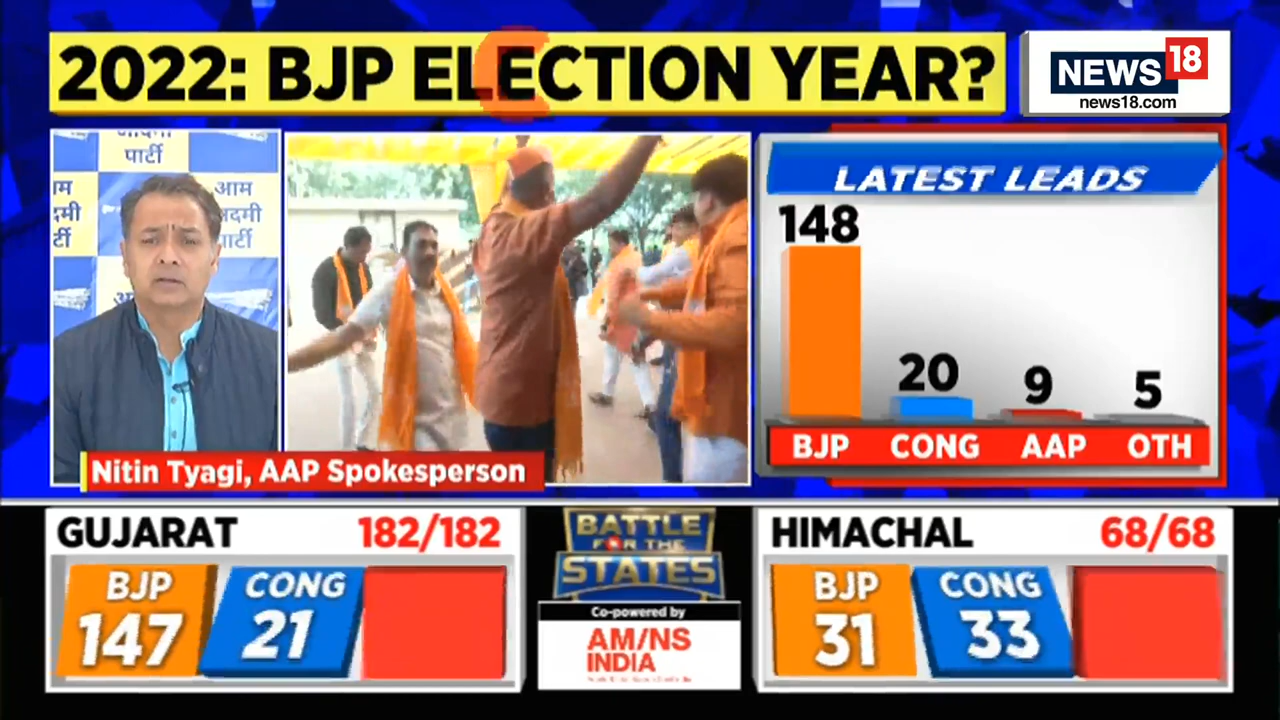 2022: BJP ELECTION YEAR?
NEWS 18
news18.com
पार्टी
आम
LATEST LEADS
148
20
9
5
BJP CONG AAP OTH
Nitin Tyagi, AAP Spokesperson
GUJARAT 182/182
BJP
147
CONG
21
BATTLE
FOR THE
STATES
Co-powered by
AM/NS
INDIA
HIMACHAL 68/68
BJP
31
CONG
33